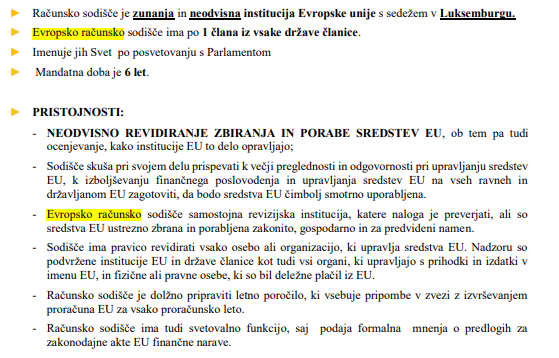 Računsko sodišče je zunanja in neodvisna institucija Evropske unije s sedežem v Luksemburgu.
Evropsko računsko sodišče ima po 1 člana iz vsake države članice.
Imenuje jih Svet po posvetovanju s Parlamentom
Mandatna doba je 6 let.
PRISTOJNOSTI:
- NEODVISNO REVIDIRANJE ZBIRANJA IN PORABE SREDSTEV EU, ob tem pa tudi
ocenjevanje, kako institucije EU to delo opravljajo;
- Sodišče skuša pri svojem delu prispevati k večji preglednosti in odgovornosti pri upravljanju sredstev
EU, k izboljševanju finančnega poslovodenja in upravljanja sredstev EU na vseh ravneh in
državljanom EU zagotoviti, da bodo sredstva EU čimbolj smotrno uporabljena.
- Evropsko računsko sodišče samostojna revizijska institucija, katere naloga je preverjati, ali so
sredstva EU ustrezno zbrana in porabljena zakonito, gospodarno in za predvideni namen.
- Sodišče ima pravico revidirati vsako osebo ali organizacijo, ki upravlja sredstva EU. Nadzoru so
podvržene institucije EU in države članice kot tudi vsi organi, ki upravljajo s prihodki in izdatki v
imenu EU, in fizične ali pravne osebe, ki so bil deležne plačil iz EU.
- Računsko sodišče je dolžno pripraviti letno poročilo, ki vsebuje pripombe v zvezi z izvrševanjem
proračuna EU za vsako proračunsko leto.
- Računsko sodišče ima tudi svetovalno funkcijo, saj podaja formalna mnenja o predlogih za
zakonodajne akte EU finančne narave.